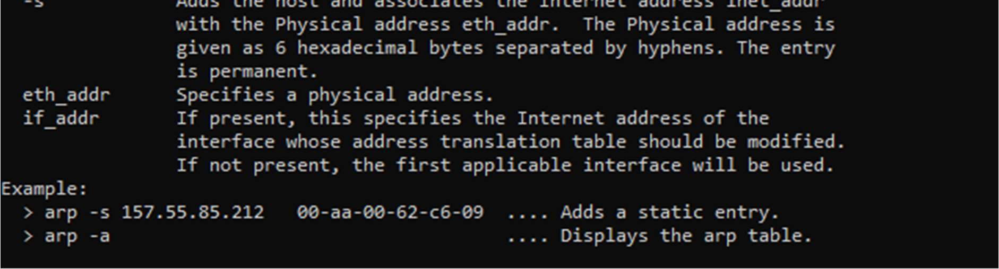 -s            Adds the host and associates the Internet address inet_addr
              with the Physical address eth_addr.  The Physical address is
              given as 6 hexadecimal bytes separated by hyphens. The entry
              is permanent.
  eth_addr      Specifies a physical address.
  if_addr       If present, this specifies the Internet address of the
                interface whose address translation table should be modified.
                If not present, the first applicable interface will be used.
Example:
  > arp -s 157.55.85.212   00-aa-00-62-c6-09  .... Adds a static entry.
  > arp -a                                    .... Displays the arp table.